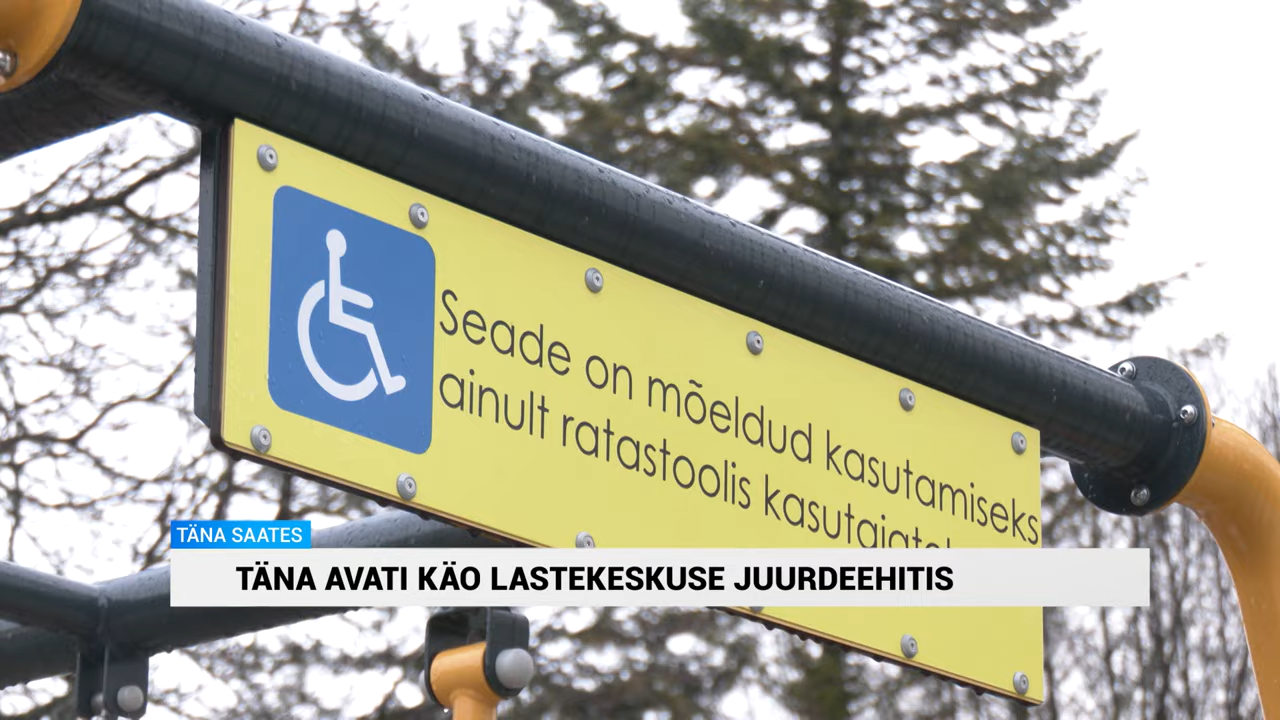 Seade on mõeldud kasutamiseks
ainult ratastoolis
TÄNA SAATES
TÄNA AVATI KÄO LASTEKESKUSE JUURDEEHITIS